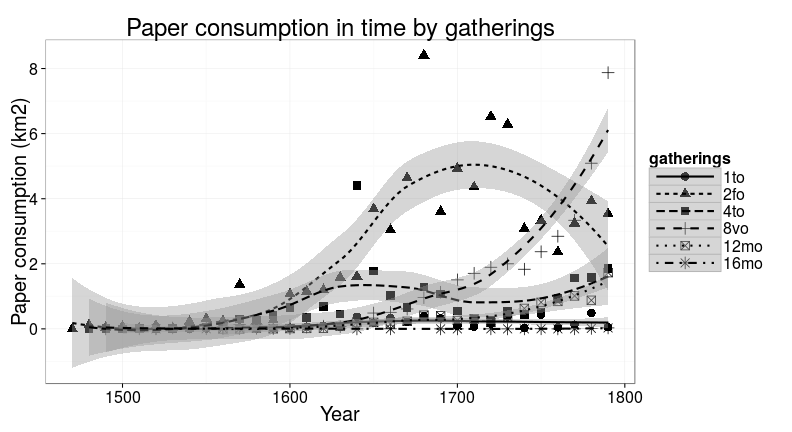 Paper consumption in time by gatherings
Paper consumption (km2)
8
6
4
2
0
1500
1600
1700
1800
Year
gatherings
1to
2fo
4to
8vo
12mo
16mo